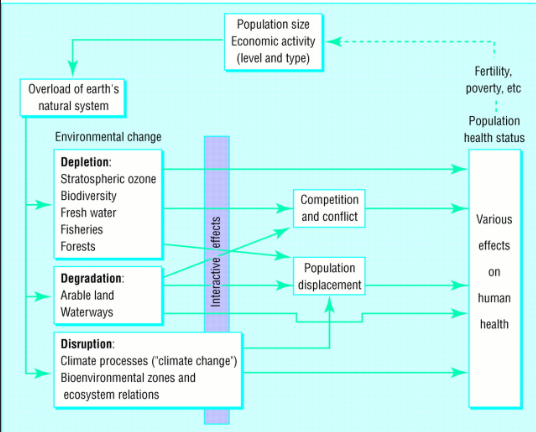 Population size
Economic activity
(level and type)
Fertility,
poverty, etc
Overload of earth's
natural system
Population
health status
Environmental change
Depletion:
Stratospheric ozone
Biodiversity
Fresh water
Fisheries
Forests
Interactive effects
Competition
and conflict
Various
effects
on
human
health
Population
displacement
Degradation:
Arable land
Waterways
Disruption:
Climate processes ("climate change")
Bioenvironmental zones and
ecosystem relations